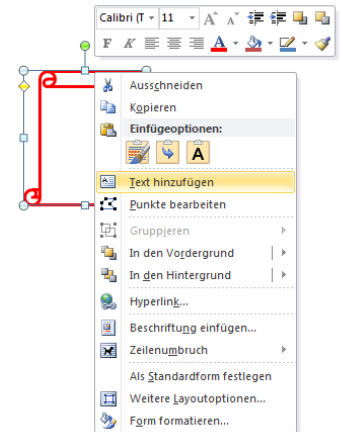 Calibri (T 11 A A
F K A
Ausschneiden
Kopieren
Einfügeoptionen:
A
Text hinzufügen
Punkte bearbeiten
Gruppieren
In den Vordergrund
In den Hintergrund
Hyperlink...
Beschriftung einfügen...
Zeilenumbruch
Als Standardform festlegen
Weitere Layoutoptionen...
Form formatieren...